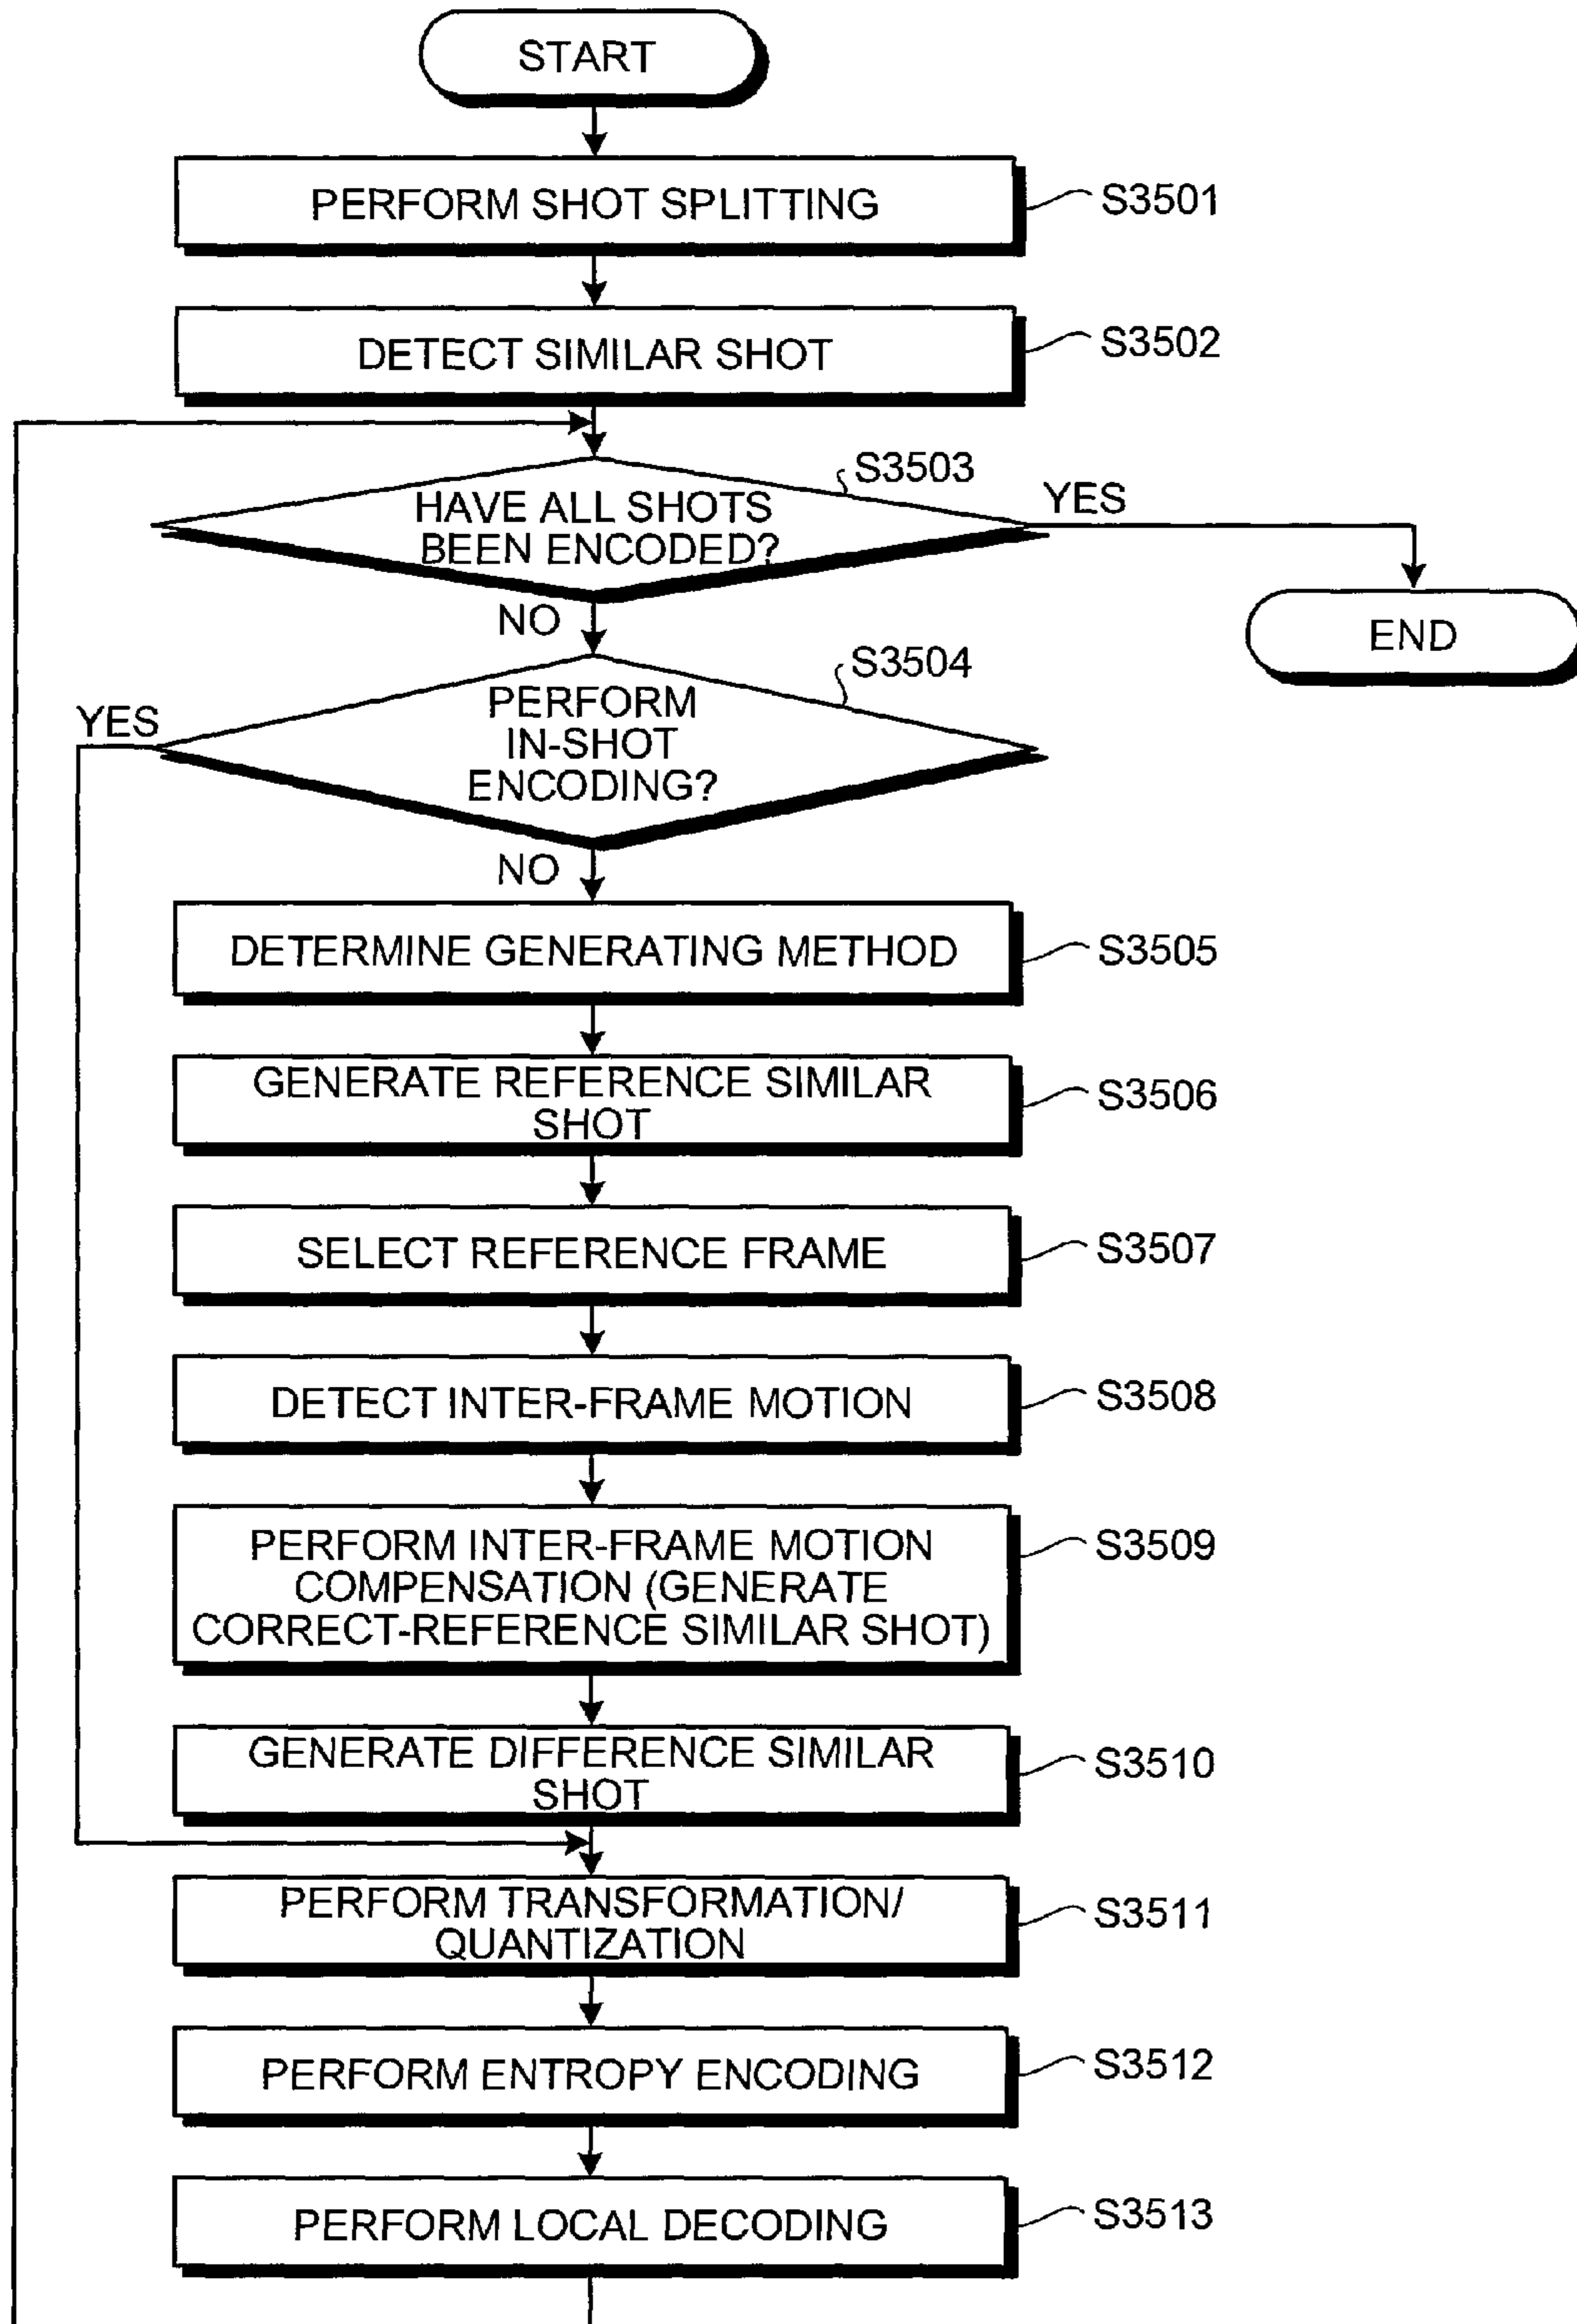 START
PERFORM SHOT SPLITTING
S3501
DETECT SIMILAR SHOT
S3502
S3503
HAVE ALL SHOTS
BEEN ENCODED?
YES
NO
END
S3504
PERFORM
IN-SHOT
ENCODING?
YES
NO
DETERMINE GENERATING METHOD
S3505
GENERATE REFERENCE SIMILAR
SHOT
S3506
SELECT REFERENCE FRAME
S3507
DETECT INTER-FRAME MOTION
S3508
PERFORM INTER-FRAME MOTION
COMPENSATION (GENERATE
CORRECT-REFERENCE SIMILAR SHOT)
S3509
GENERATE DIFFERENCE SIMILAR
SHOT
S3510
PERFORM TRANSFORMATION/
QUANTIZATION
S3511
PERFORM ENTROPY ENCODING
S3512
PERFORM LOCAL DECODING
S3513